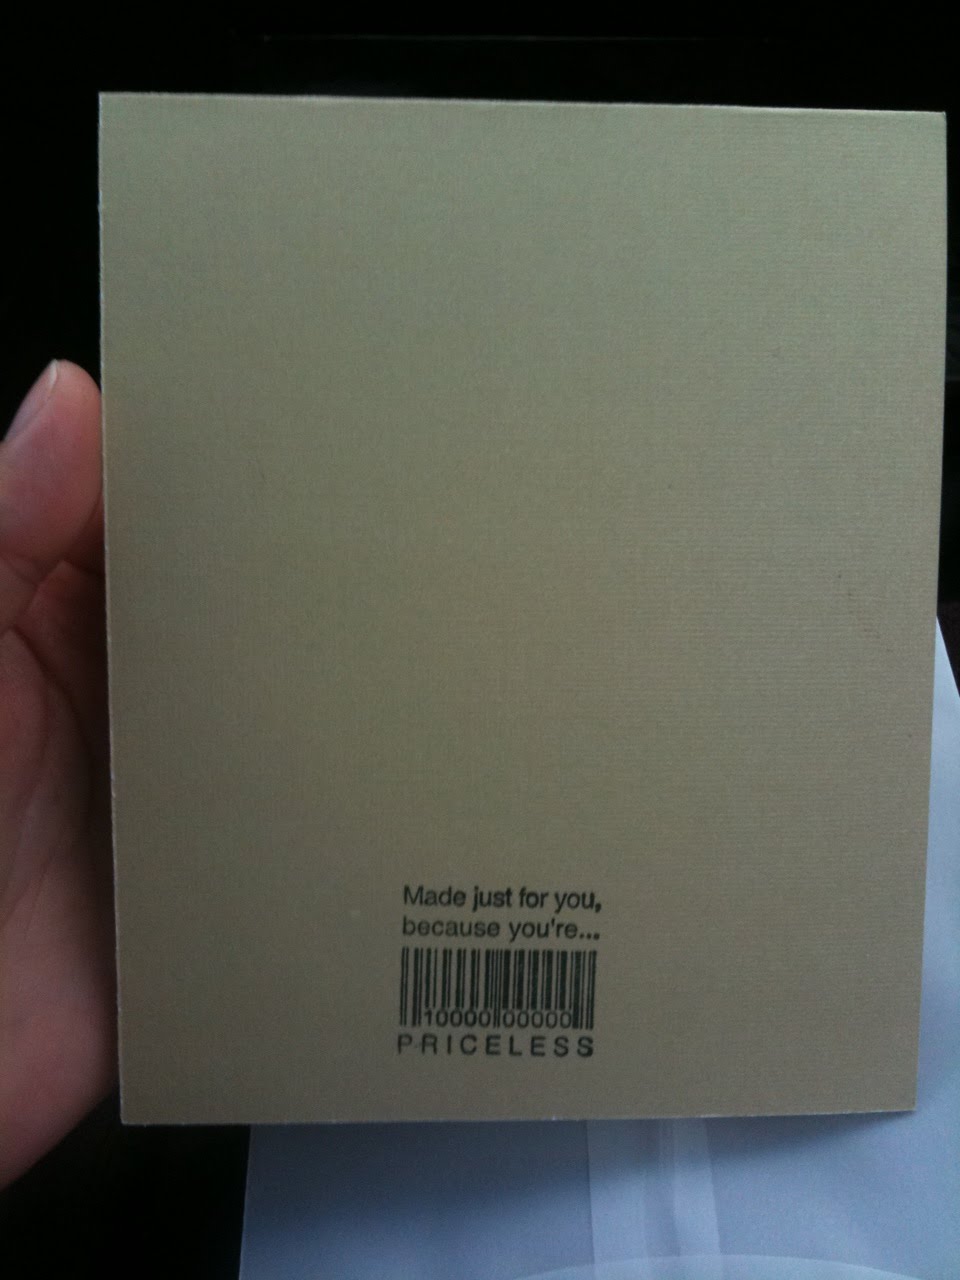 Made just for you,
because you're...
10000 00000
PRICELESS